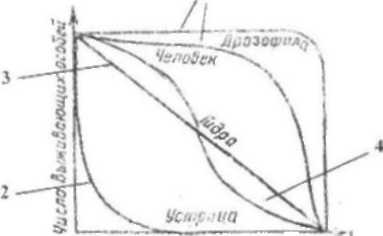 Дрозофила
Человек
3
Гидра
4
2
Устрица
Число выживающих особей